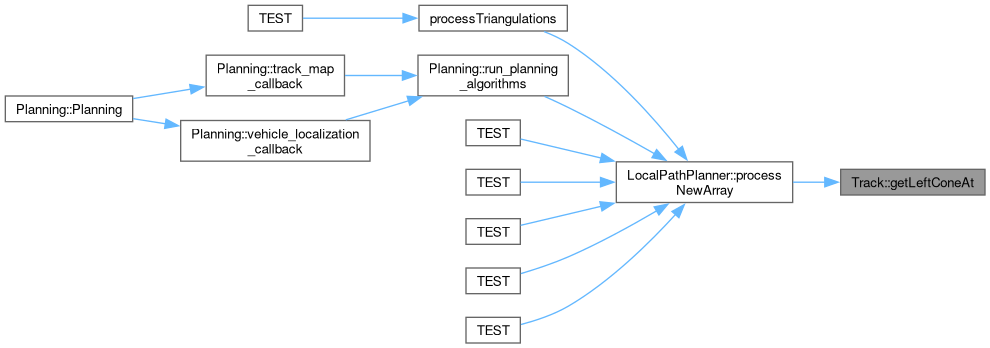 TEST
processTriangulations
Planning::track_map
_callback
Planning::run_planning
_algorithms
Planning::Planning
Planning::vehicle_localization
_callback
TEST
TEST
LocalPathPlanner::process
NewArray
Track::getLeftConeAt
TEST
TEST
TEST